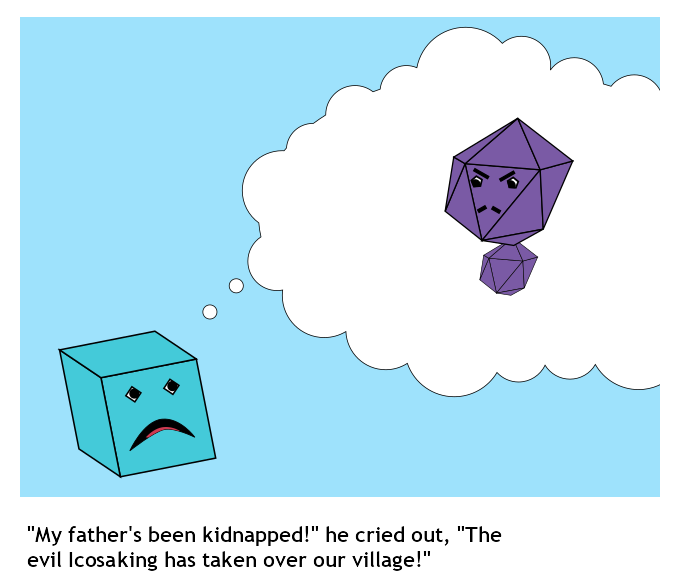 "My father's been kidnapped!" he cried out, "The
evil Icosaking has taken over our village!"